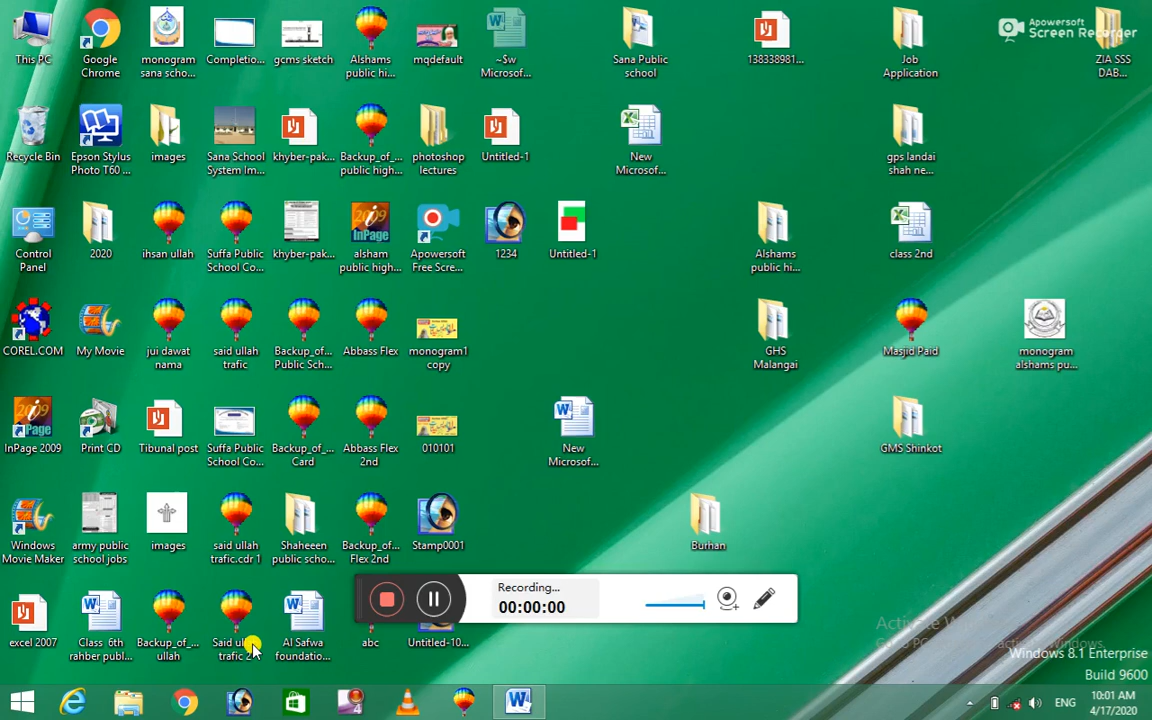 This PC
Google
Chrome
monogram
sana scho...
Completio...
gcms sketch
Alshams
public hi...
mqdefault
~$w
Microsof...
Sana Public
school
138338981...
Job
Application
Apowersoft
Screen Recorder
ZIA SSS
DAB...
Recycle Bin
Epson Stylus
Photo T60 ...
images
Sana School
System Im...
khyber-pak...
Backup_of_...
public high...
photoshop
lectures
Untitled-1
New
Microsof...
gps landai
shah ne...
Control
Panel
2020
ihsan ullah
Suffa Public
School Co...
khyber-pak...
alsham
public high...
Apowersoft
Free Scre...
1234
Untitled-1
Alshams
public hi...
class 2nd
COREL.COM
My Movie
jui dawat
nama
said ullah
trafic
Backup_of_...
Public Sch...
Abbass Flex
monogram1
copy
GHS
Malangai
Masjid Paid
monogram
alshams pu...
InPage 2009
Print CD
Tibunal post
Suffa Public
School Co...
Backup_of_...
Card
Abbass Flex
2nd
010101
New
Microsof...
GMS Shinkot
Windows
Movie Maker
army public
school jobs
images
said ullah
trafic.cdr 1
Shaheeen
public scho...
Backup_of_...
Flex 2nd
Stamp0001
Burhan
Recording...
00:00:00
excel 2007
Class 6th
rahber publ...
Backup_of_...
ullah
trafic 2
Al Safwa
foundatio...
abc
Untitled-10...
Activate W
Windows 8.1 Enterprise
Build 9600
ENG
10:01 AM
4/17/2020